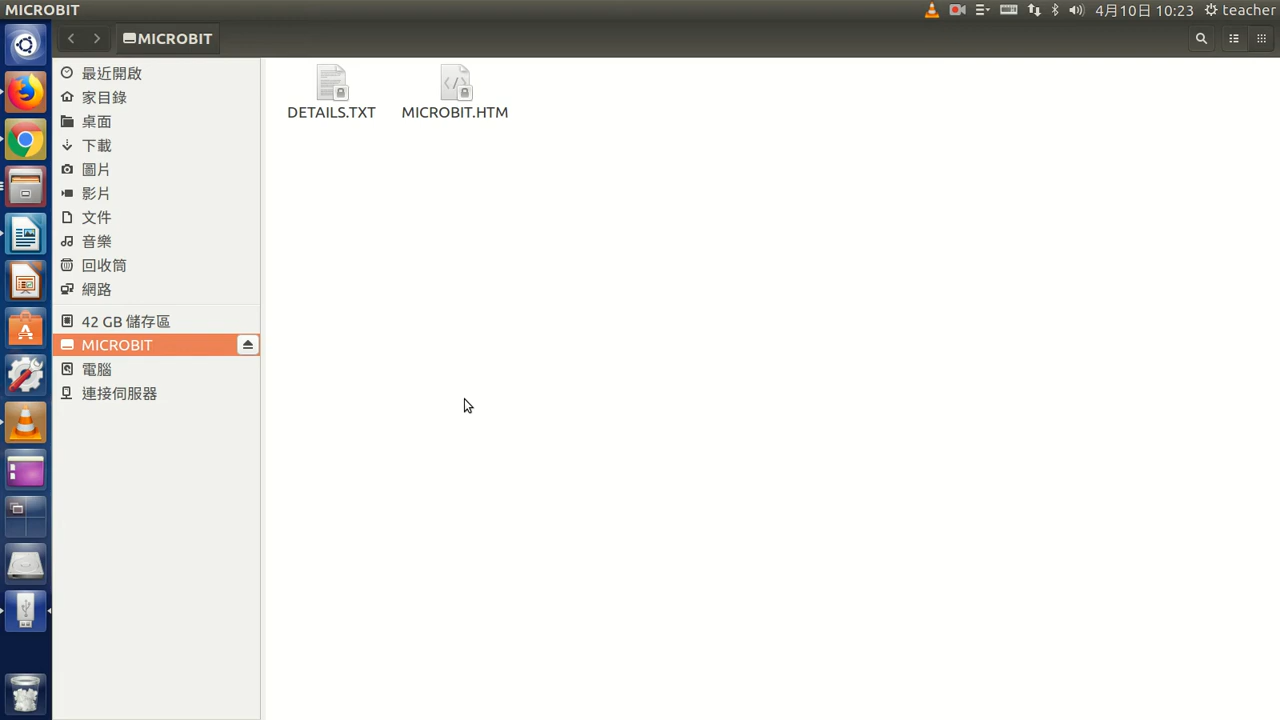 MICROBIT
4月10日 10:23 teacher
MICROBIT
最近開啟
家目錄
桌面
下載
圖片
影片
文件
音樂
回收筒
網路
42 GB 儲存區
MICROBIT
電腦
連接伺服器
DETAILS.TXT
MICROBIT.HTM